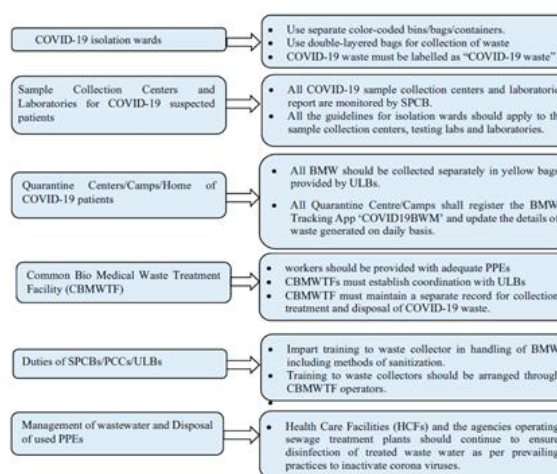 COVID-19 isolation wards
Use separate color-coded bins/bags/containers.
Use double-layered bags for collection of waste
COVID-19 waste must be labelled as “COVID-19 waste”
Sample Collection Centers and
Laboratories for COVID-19 suspected
patients
All COVID-19 sample collection centers and laboratorie
report are monitored by SPCB.
All the guidelines for isolation wards should apply to th
sample collection centers, testing labs and laboratories.
Quarantine Centers/Camps/Home of
COVID-19 patients
All BMW should be collected separately in yellow bags
provided by ULBs.
All Quarantine Centre/Camps shall register the BMW
Tracking App ‘COVID19BWM’ and update the details of
waste generated on daily basis.
Common Bio Medical Waste Treatment
Facility (CBMWTF)
workers should be provided with adequate PPEs
CBMWTFs must establish coordination with ULBs
CBMWTF must maintain a separate record for collection
treatment and disposal of COVID-19 waste.
Duties of SPCBs/PCCs/ULBs
Impart training to waste collector in handling of BMW
including methods of sanitization.
Training to waste collectors should be arranged through
CBMWTF operators.
Management of wastewater and Disposal
of used PPEs
Health Care Facilities (HCFs) and the agencies operating
sewage treatment plants should continue to ensure
disinfection of treated waste water as per prevailing
practices to inactivate corona viruses.